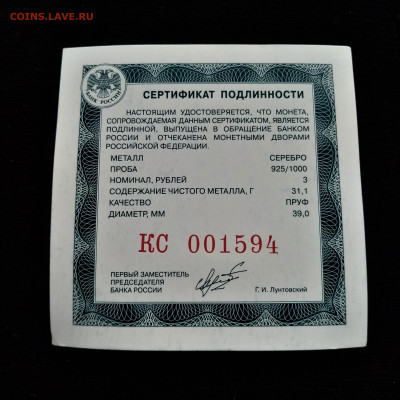 COINS.LAVE.RU
БАНК РОССИИ
СЕРТИФИКАТ ПОДЛИННОСТИ
НАСТОЯЩИМ УДОСТОВЕРЯЕТСЯ, ЧТО МОНЕТА,
СОПРОВОЖДАЕМАЯ ДАННЫМ СЕРТИФИКАТОМ, ЯВЛЯЕТСЯ
ПОДЛИННОЙ, ВЫПУЩЕНА В ОБРАЩЕНИЕ БАНКОМ
РОССИИ И ОТЧЕКАНЕНА МОНЕТНЫМИ ДВОРАМИ
РОССИЙСКОЙ ФЕДЕРАЦИИ.
МЕТАЛЛ СЕРЕБРО
ПРОБА 925/1000
НОМИНАЛ, РУБЛЕЙ 3
СОДЕРЖАНИЕ ЧИСТОГО МЕТАЛЛА, Г 31,1
КАЧЕСТВО ПРУФ
ДИАМЕТР, ММ 39,0
КС 001594
ПЕРВЫЙ ЗАМЕСТИТЕЛЬ
ПРЕДСЕДАТЕЛЯ
БАНКА РОССИИ Г. И. Лунтовский